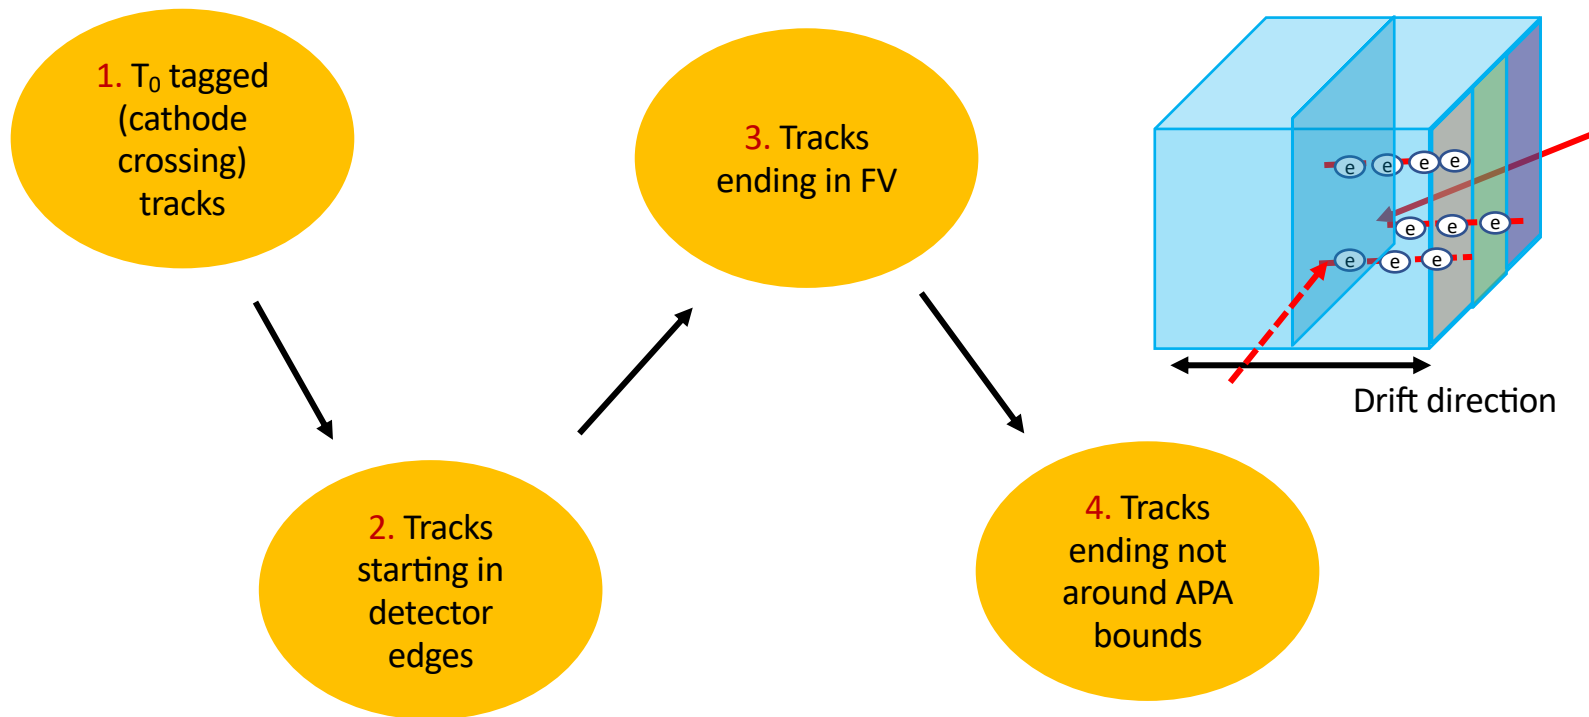 1. T₀ tagged
(cathode
crossing)
tracks
2. Tracks
starting in
detector
edges
3. Tracks
ending in FV
4. Tracks
ending not
around APA
bounds
e e e e
e e e
e e e
Drift direction